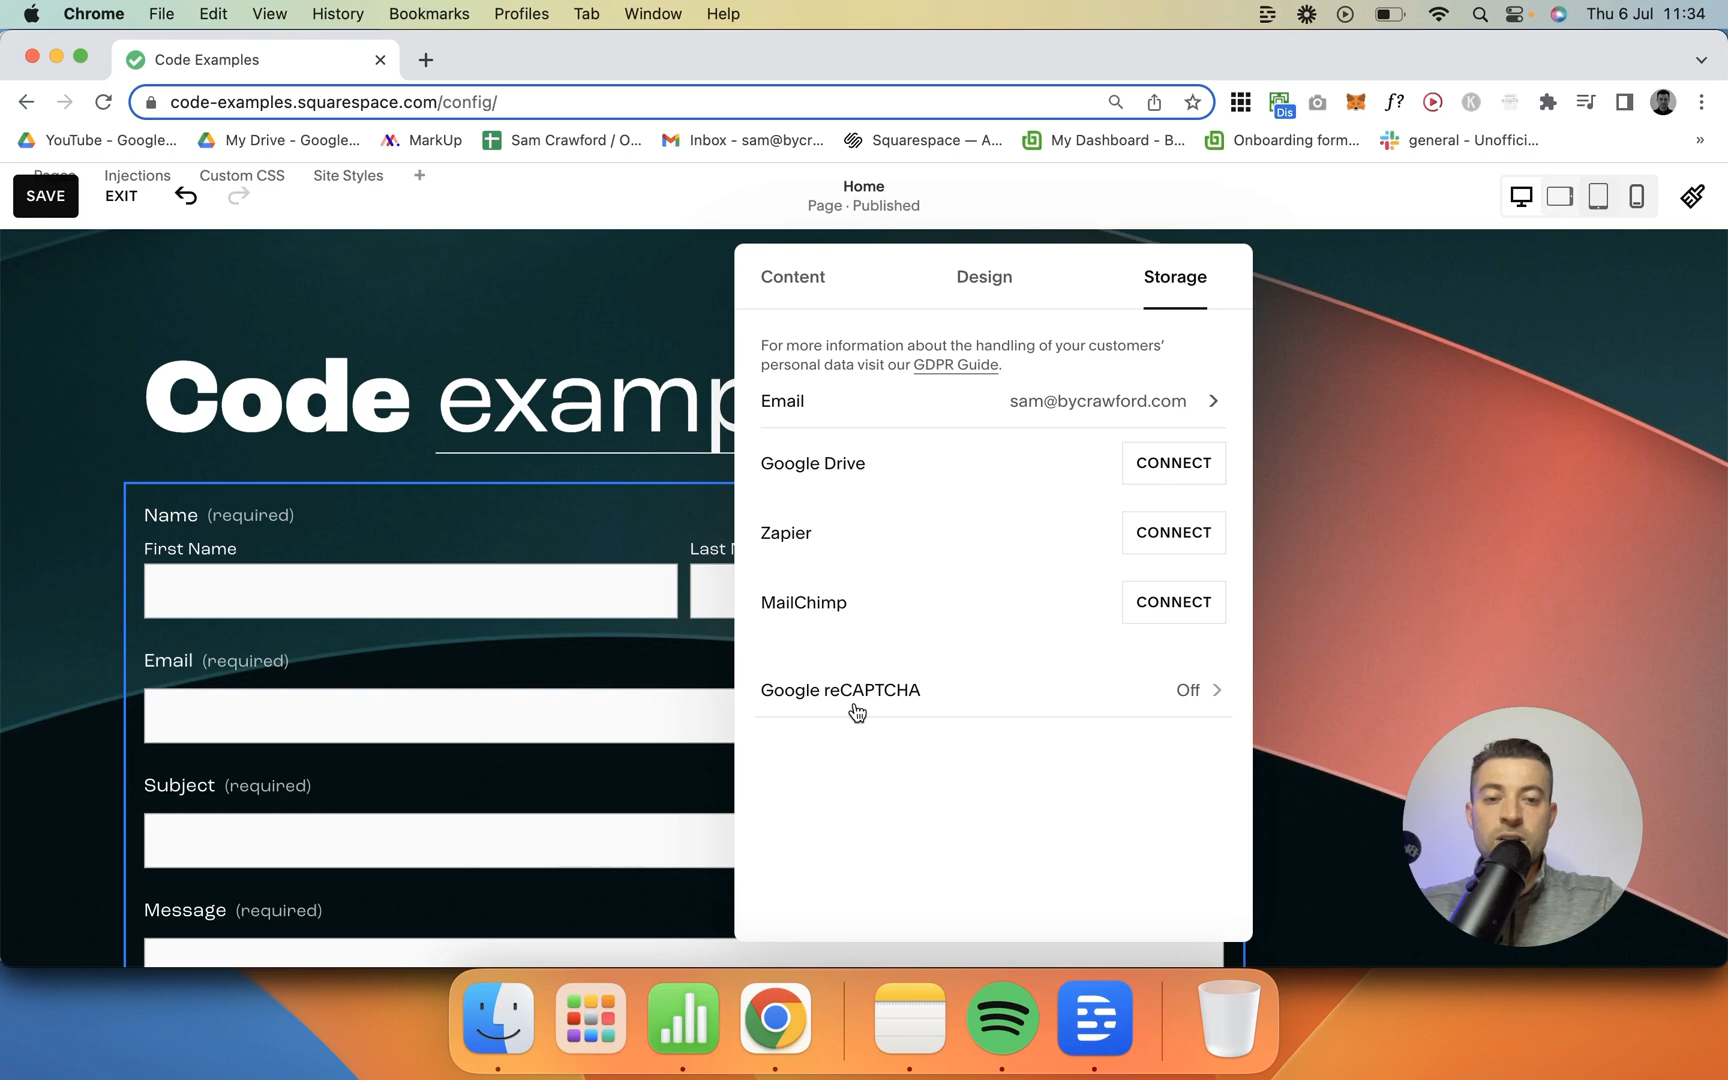 Chrome File Edit View History Bookmarks Profiles Tab Window Help Thu 6 Jul 11:34
Code Examples
code-examples.squarespace.com/config/
Dis
f?
K
YouTube - Google... My Drive - Google... MarkUp Sam Crawford / O... Inbox - sam@bycr... Squarespace — A... My Dashboard - B... Onboarding form... general - Unoffici... »
Pages Injections Custom CSS Site Styles +
SAVE EXIT
Home
Page · Published
Content Design Storage
For more information about the handling of your customers'
personal data visit our GDPR Guide.
Email sam@bycrawford.com
Google Drive CONNECT
Zapier CONNECT
MailChimp CONNECT
Google reCAPTCHA Off
Code examp
Name (required)
First Name Last
Email (required)
Subject (required)
Message (required)